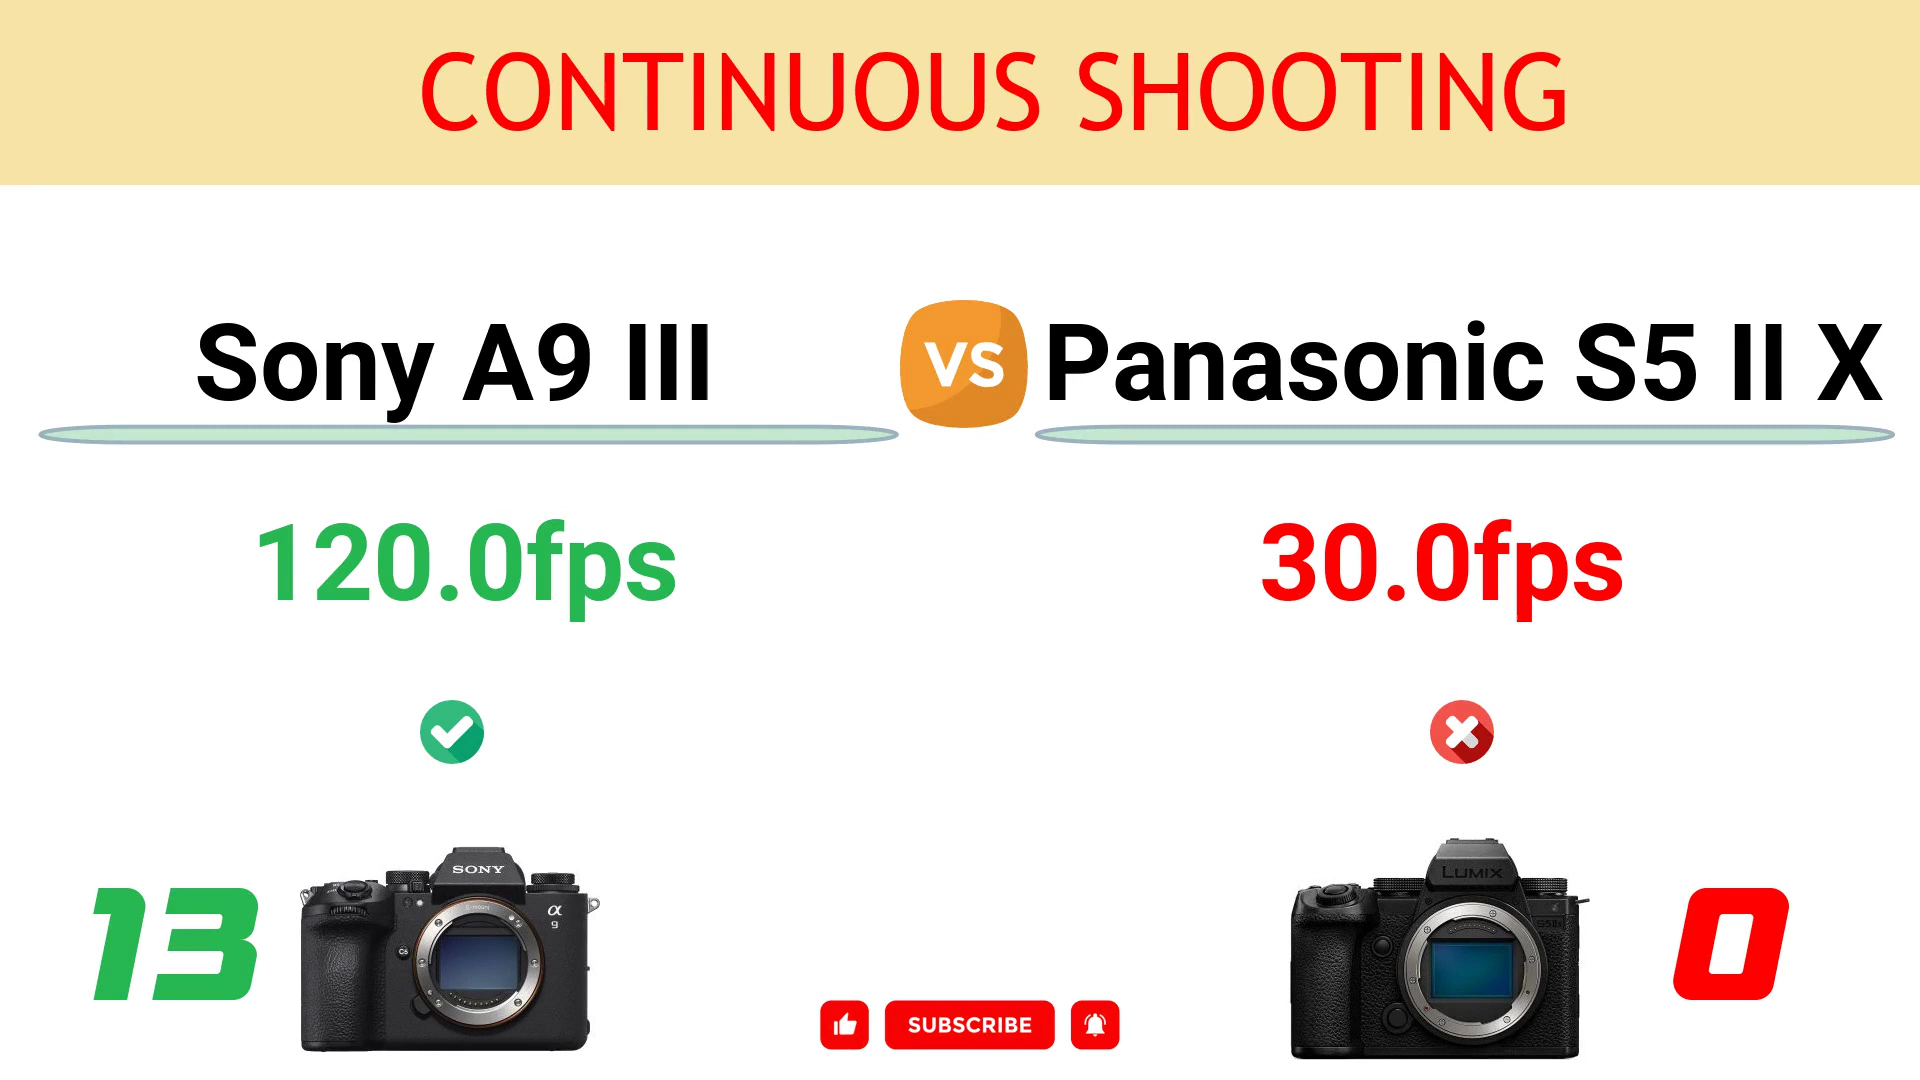 CONTINUOUS SHOOTING
Sony A9 III
VS
Panasonic S5 II X
120.0fps
30.0fps
13
SONY
α
9
LUMIX
S5IIX
0
SUBSCRIBE